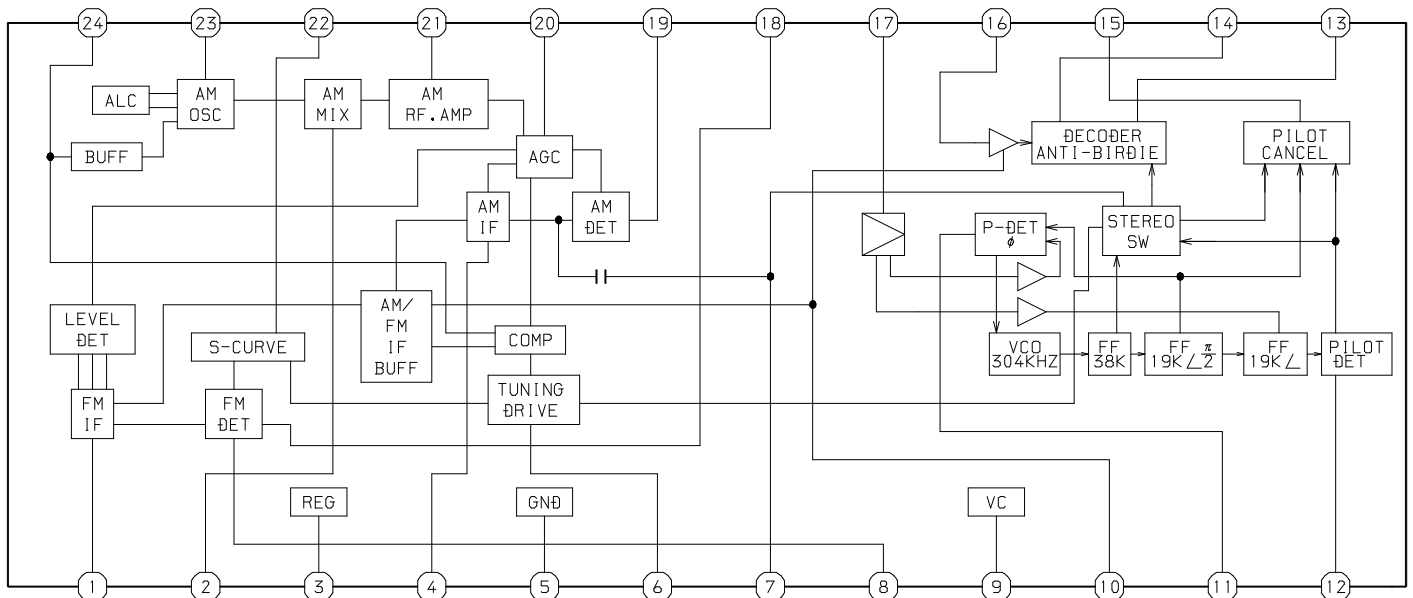 24 23 22 21 20 19 18 17 16 15 14 13
ALC
AM
OSC
AM
MIX
AM
RF.AMP
BUFF
AGC
DECODER
ANTI-BIRDIE
PILOT
CANCEL
AM
IF
AM
DET
P-DET
ø
STEREO
SW
LEVEL
DET
S-CURVE
AM/
FM
IF
BUFF
COMP
VCO
304KHZ
FF
38K
FF
19K∠π/2
FF
19K∠
PILOT
DET
FM
IF
FM
DET
TUNING
DRIVE
REG
GND
VC
1 2 3 4 5 6 7 8 9 10 11 12